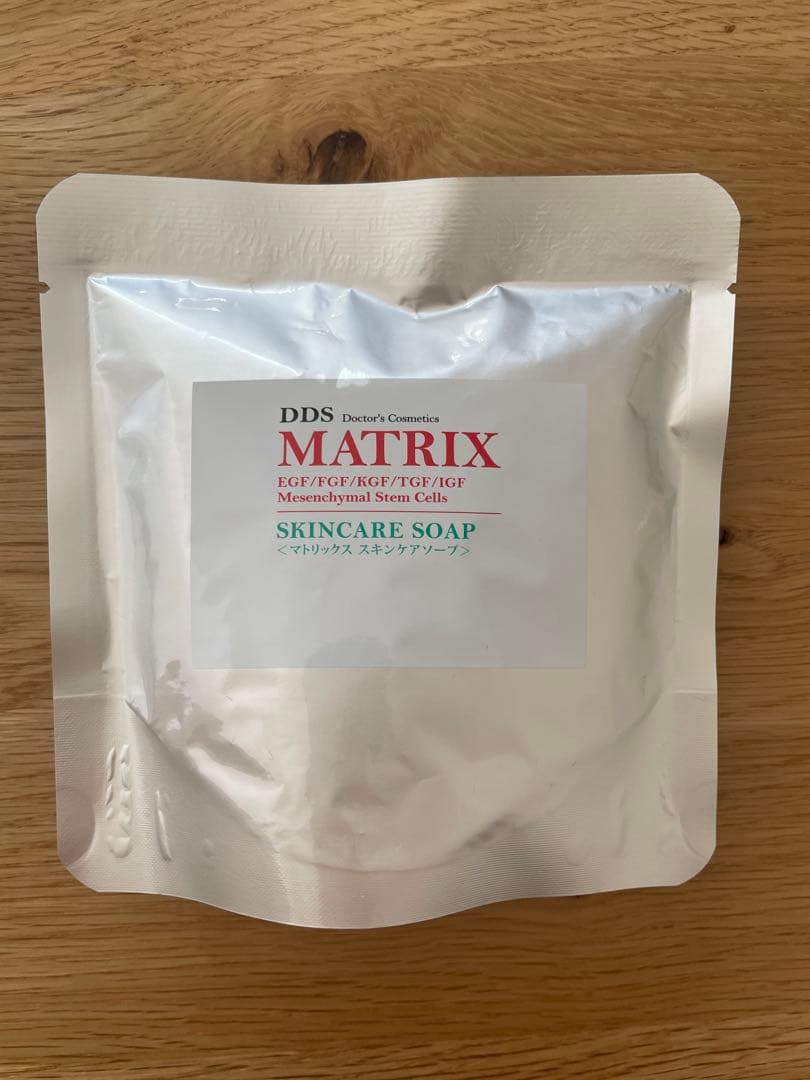 DDS Doctor's Cosmetics
MATRIX
EGF/FGF/KGF/TGF/IGF
Mesenchymal Stem Cells
SKINCARE SOAP
＜マトリックス スキンケアソープ＞